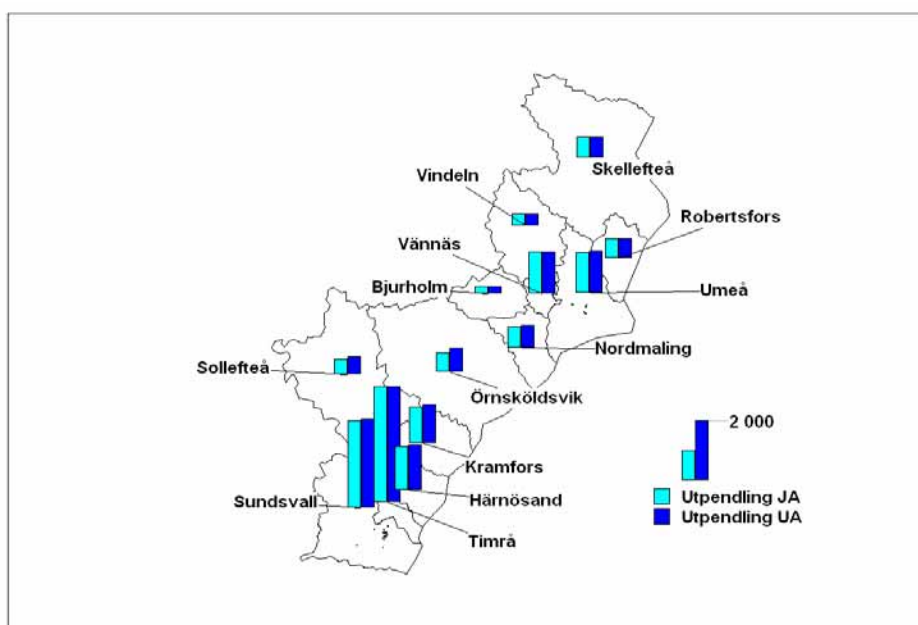 Skellefteå
Vindeln
Robertsfors
Vännäs
Bjurholm
Umeå
Nordmaling
Sollefteå
Örnsköldsvik
2 000
Kramfors
Sundsvall
Härnösand
Utpendling JA
Utpendling UA
Timrå